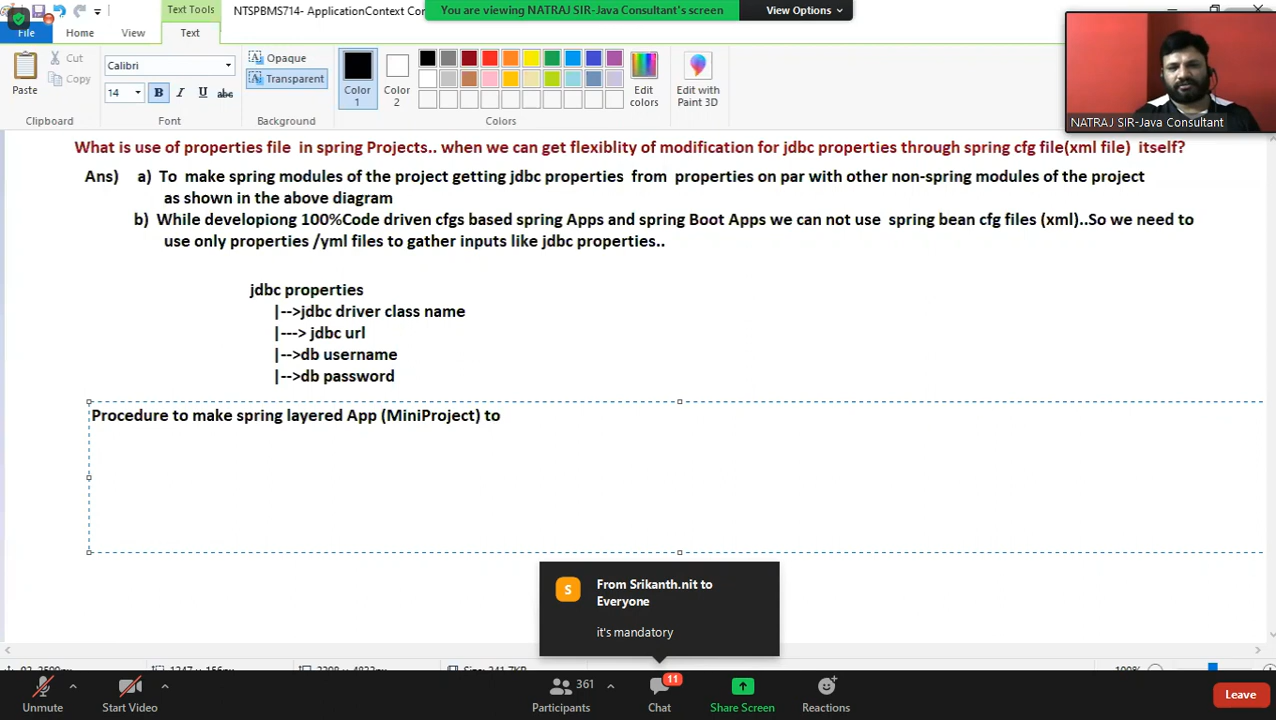 Text Tools
NTSPBMS714- ApplicationContext Cor
You are viewing NATRAJ SIR-Java Consultant's screen
View Options
File
Home
View
Text
Paste
Cut
Copy
Calibri
14
B
I
U
abc
Opaque
Transparent
Color
1
Color
2
Edit
colors
Edit with
Paint 3D
Clipboard
Font
Background
Colors
NATRAJ SIR-Java Consultant
What is use of properties file in spring Projects.. when we can get flexiblity of modification for jdbc properties through spring cfg file(xml file) itself?
Ans) a) To make spring modules of the project getting jdbc properties from properties on par with other non-spring modules of the project
as shown in the above diagram
b) While developiong 100%Code driven cfgs based spring Apps and spring Boot Apps we can not use spring bean cfg files (xml)..So we need to
use only properties /yml files to gather inputs like jdbc properties..
jdbc properties
|-->jdbc driver class name
|---> jdbc url
|-->db username
|-->db password
Procedure to make spring layered App (MiniProject) to
From Srikanth.nit to
Everyone
it's mandatory
100%
Unmute
Start Video
361
Participants
11
Chat
Share Screen
Reactions
Leave